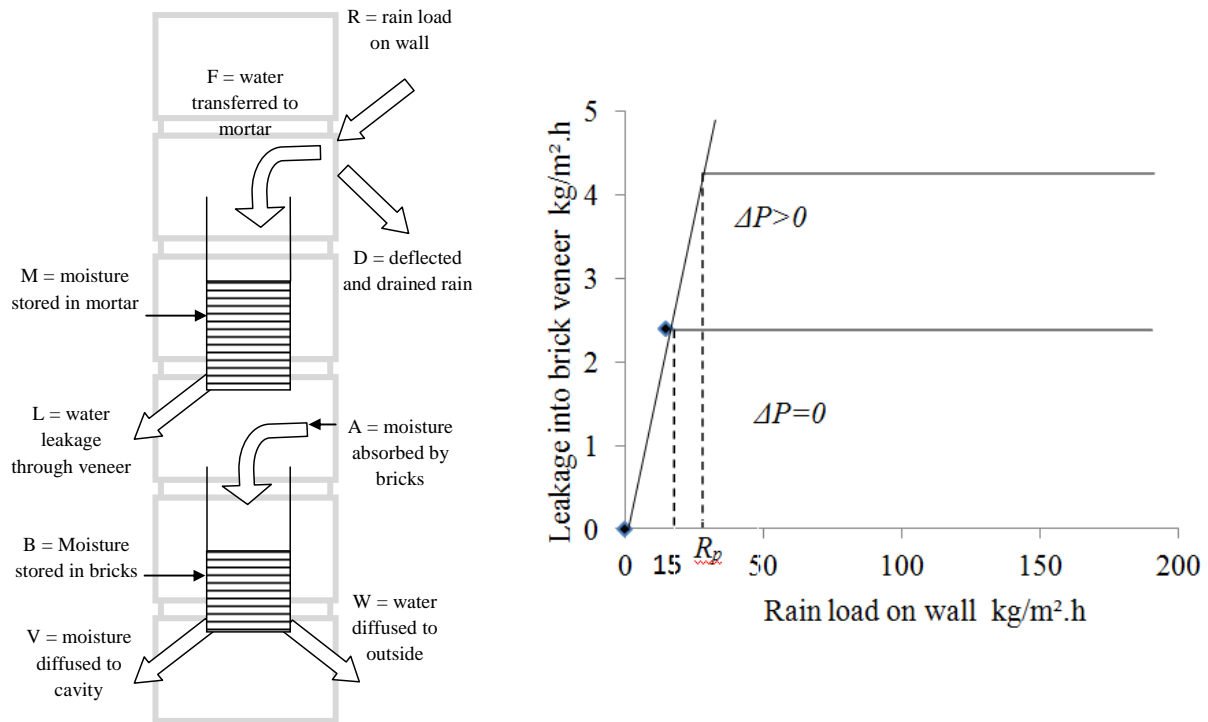 R = rain load
on wall
F = water
transferred to
mortar
D = deflected
and drained rain
M = moisture
stored in mortar
L = water
leakage
through veneer
A = moisture
absorbed by
bricks
B = Moisture
stored in bricks
W = water
diffused to
outside
V = moisture
diffused to
cavity
Leakage into brick veneer kg/m².h
5
4
3
2
1
0
ΔP>0
ΔP=0
0 15 Rp 50 100 150 200
Rain load on wall kg/m².h